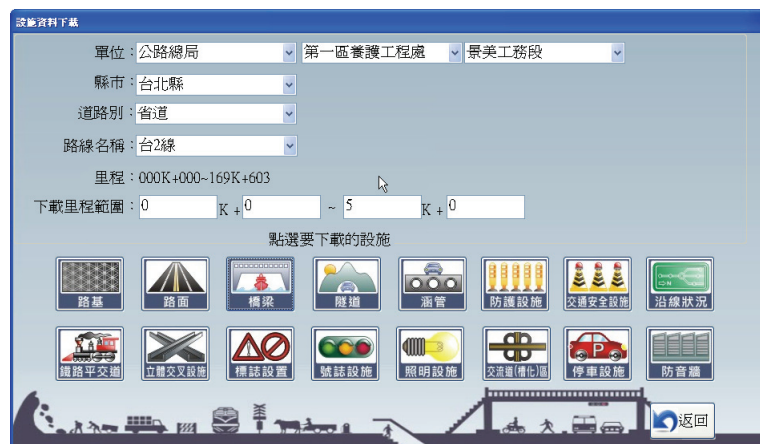 設施資料下載
單位：公路總局 第一區養護工程處 景美工務段
縣市：台北縣
道路別：省道
路線名稱：台2線
里程：000K+000~169K+603
下載里程範圍：0 K + 0 ~ 5 K + 0
點選要下載的設施
路基 路面 橋梁 隧道 涵管 防護設施 交通安全設施 沿線狀況
鐵路平交道 立體交叉設施 標誌設置 號誌設施 照明設施 交流道(槽化)區 停車設施 防音牆
返回